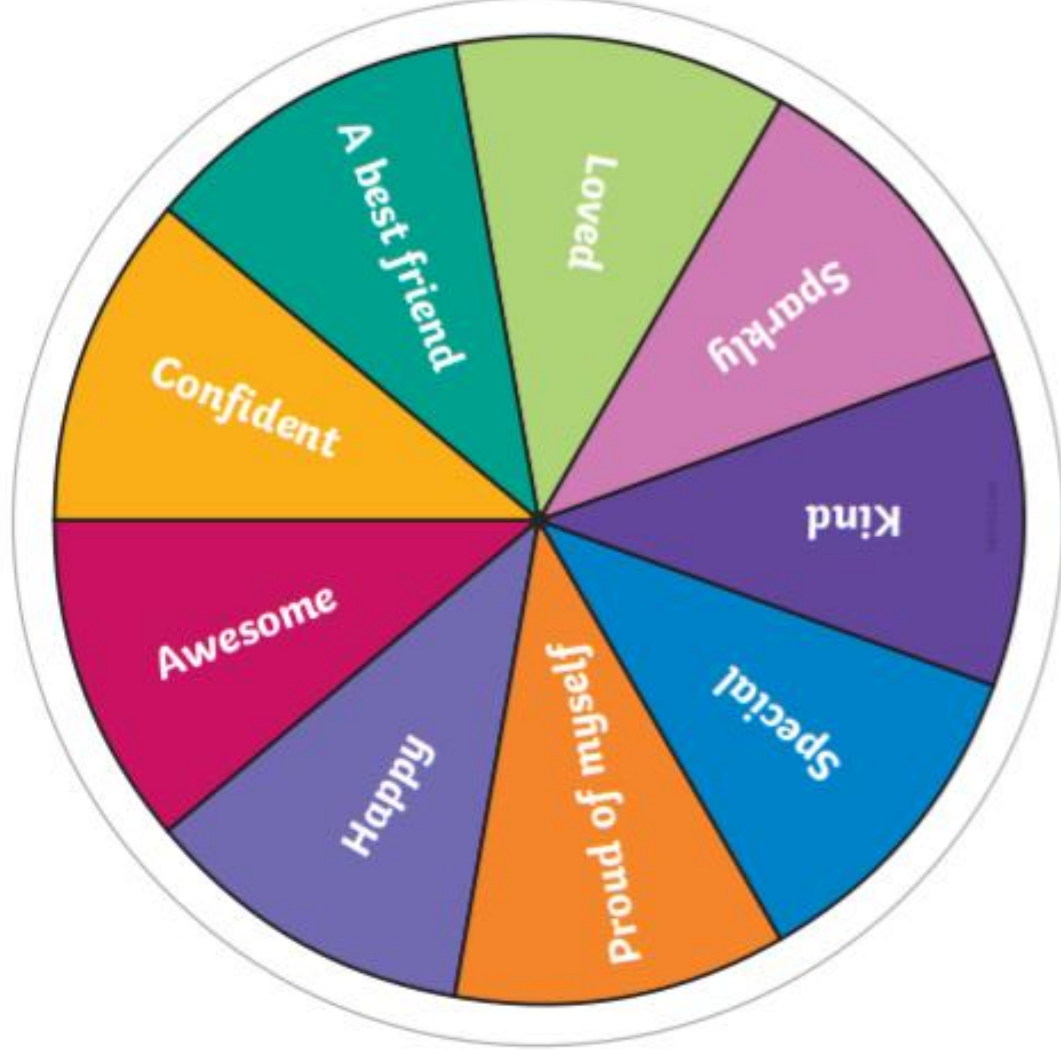 Loved
Sparkly
Kind
Special
Proud of myself
Happy
Awesome
Confident
A best friend